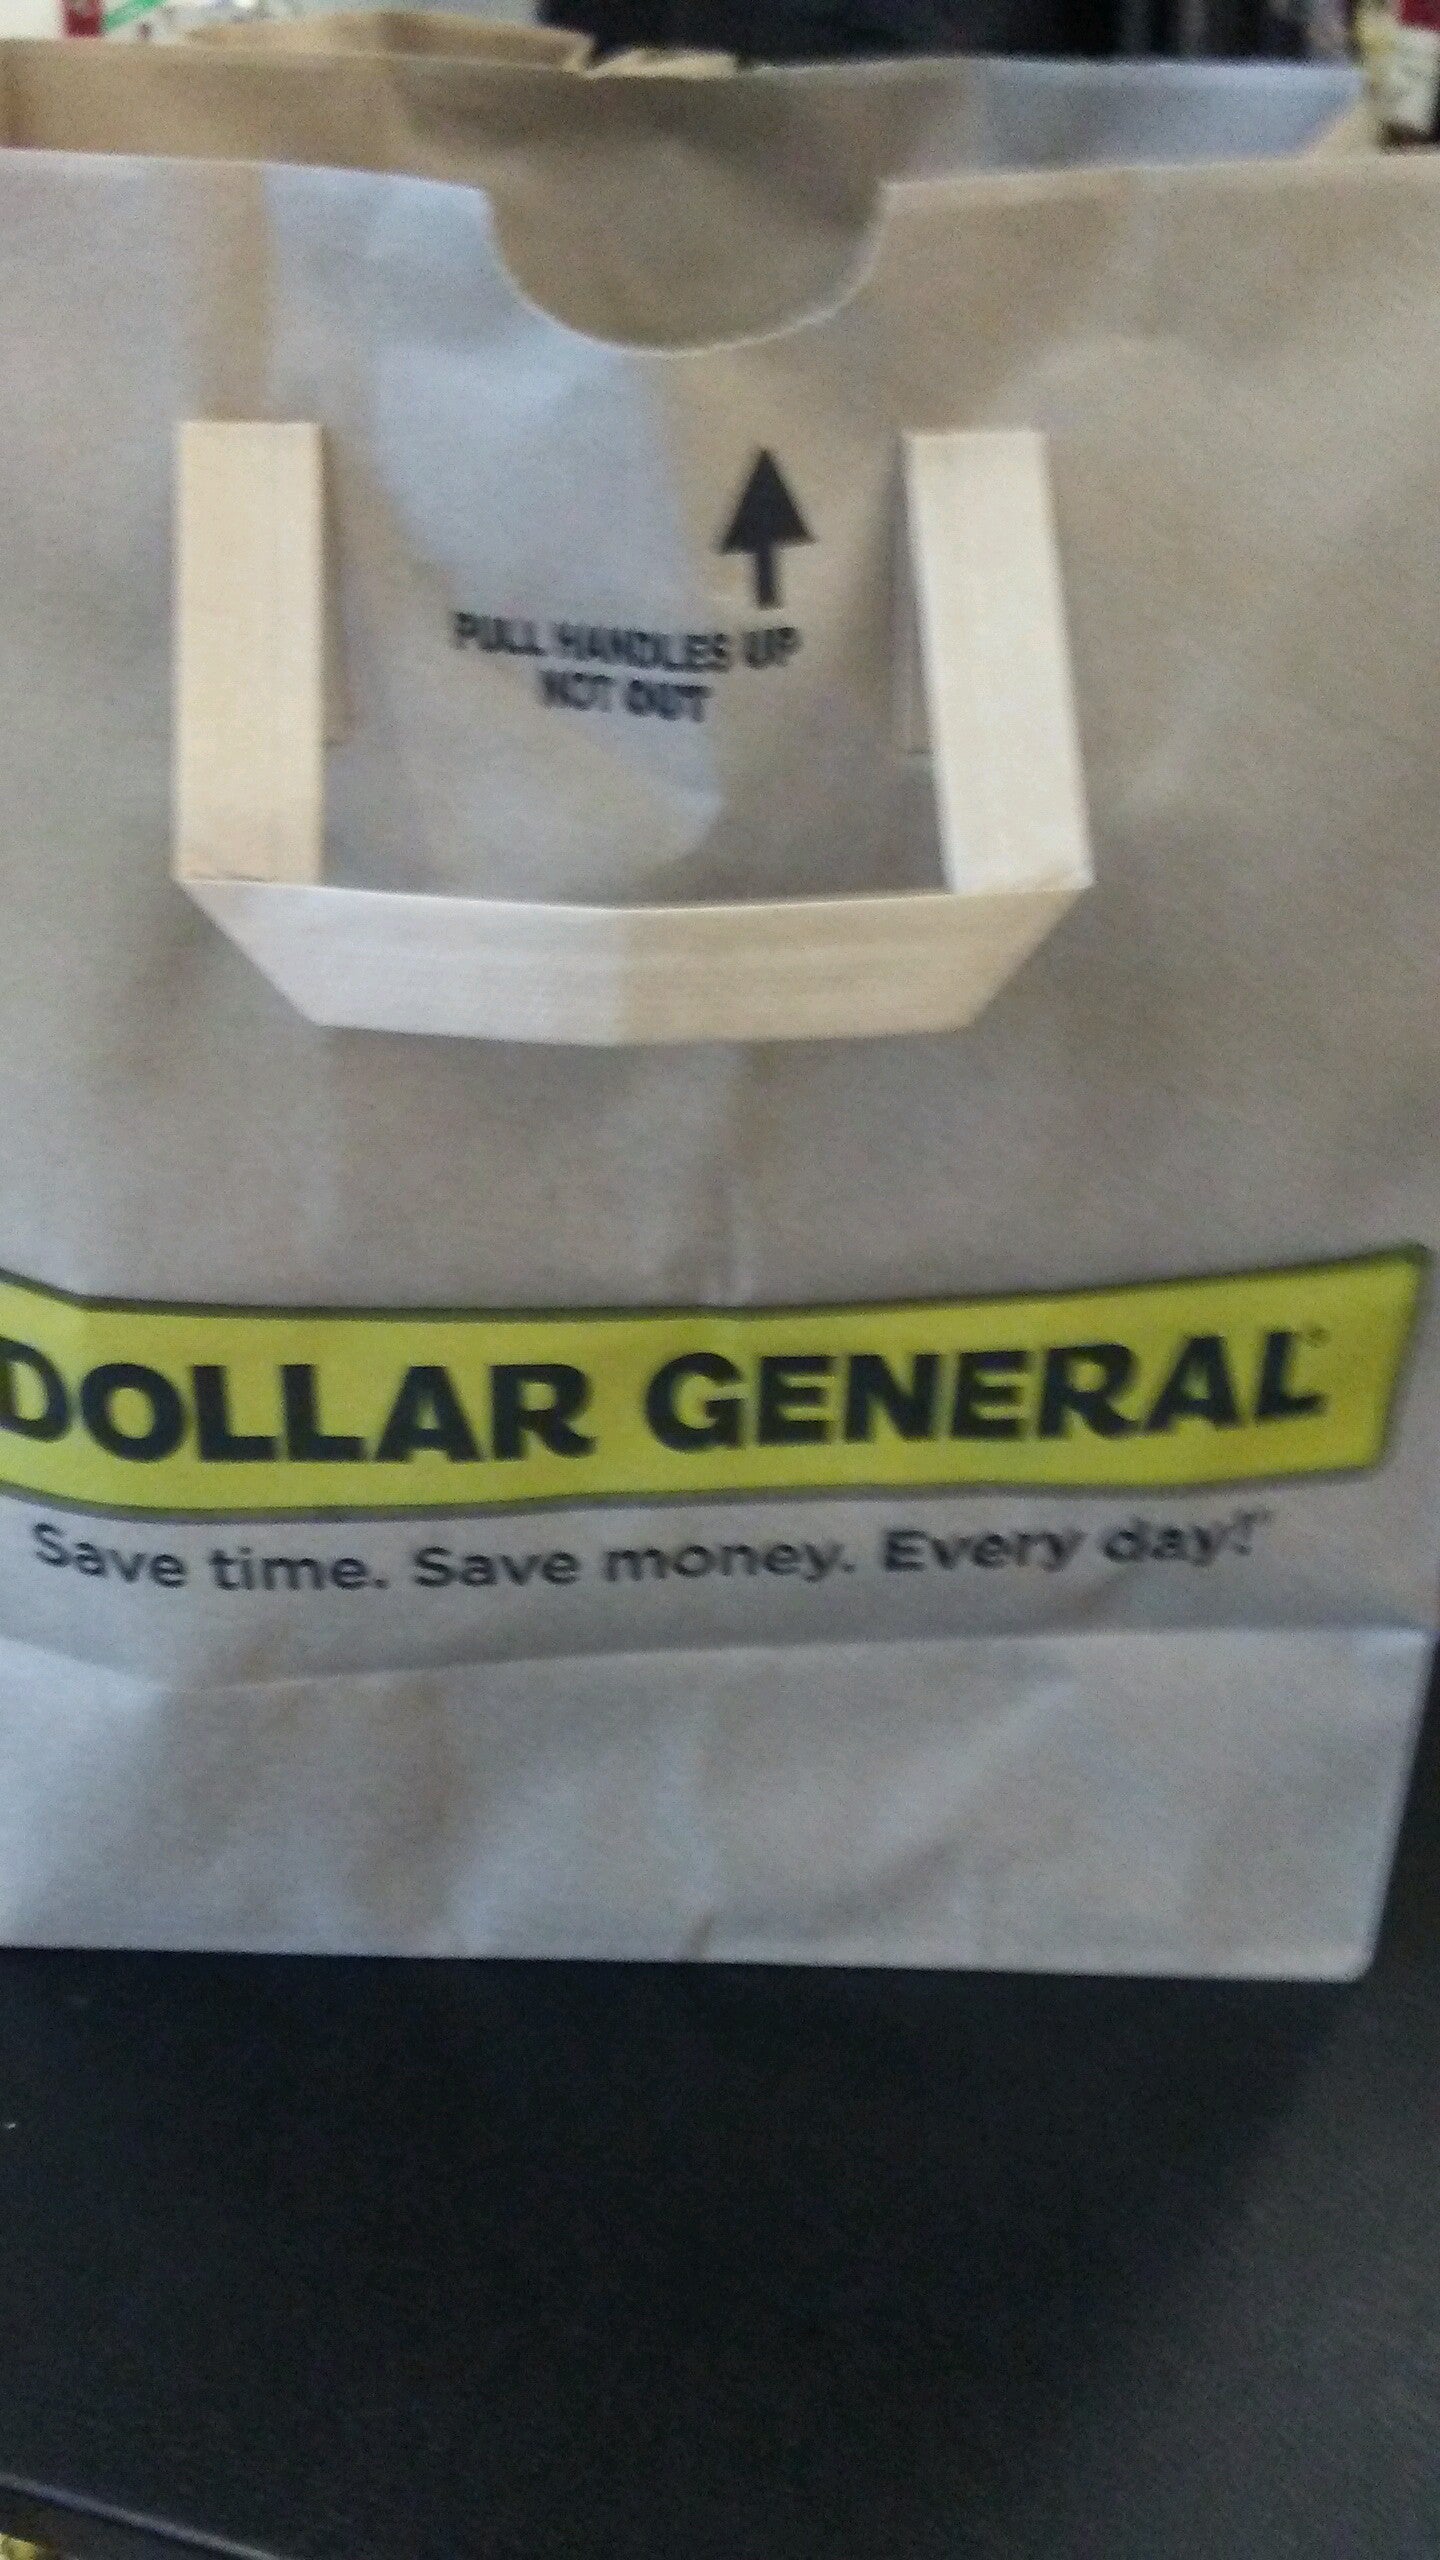 PULL HANDLES UP
NOT OUT
DOLLAR GENERAL®
Save time. Save money. Every day!